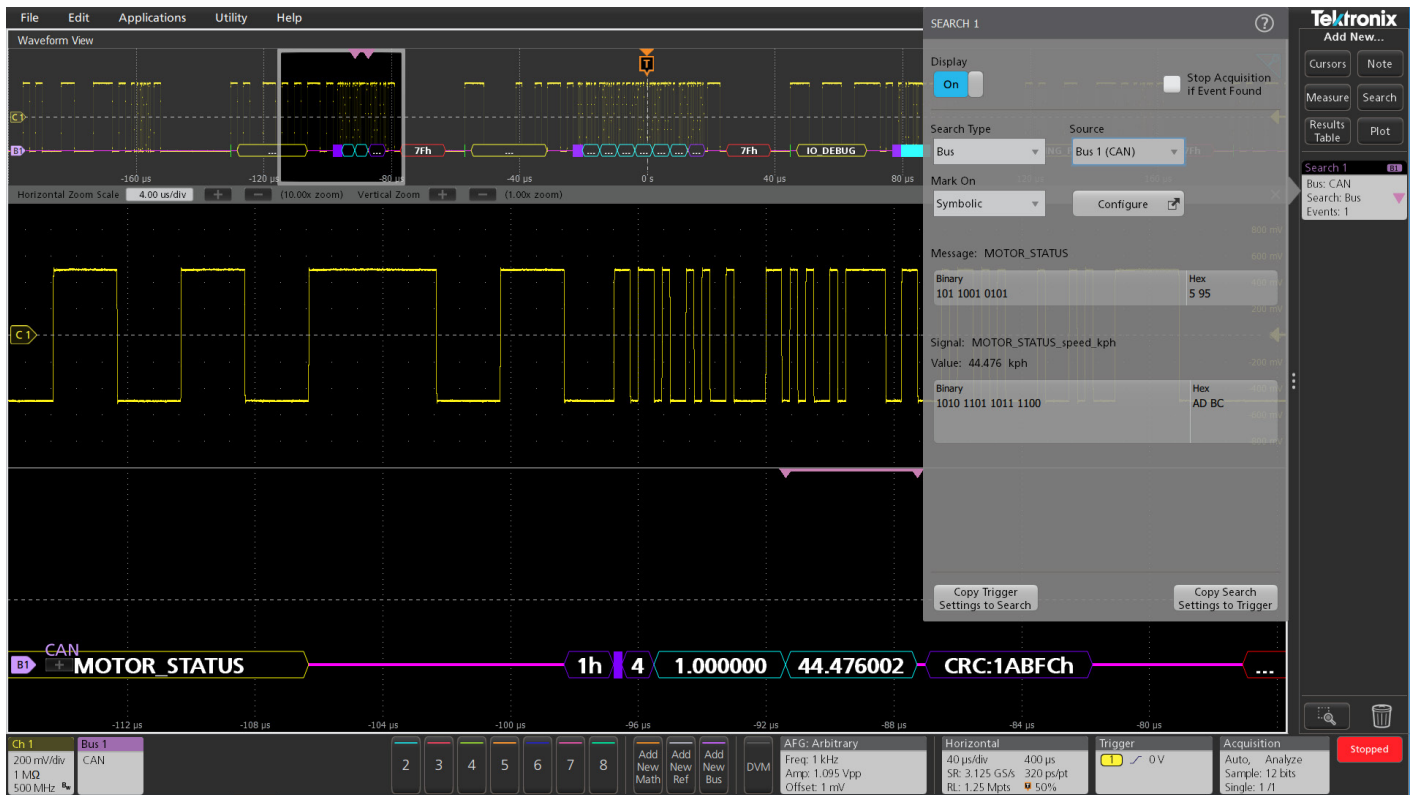 File Edit Applications Utility Help
Tektronix
Waveform View
Add New...
Cursors Note
Measure Search
Results Table Plot
Search 1 B1
Bus: CAN
Search: Bus
Events: 1
T
C1
B1 ... ... 7Fh ... ... ... ... ... ... ... ... 7Fh IO_DEBUG
-160 µs -120 µs -80 µs -40 µs 0 s 40 µs 80 µs
Horizontal Zoom Scale 4.00 us/div + − (10.00x zoom) Vertical Zoom + − (1.00x zoom)
SEARCH 1 ?
Display
On
Stop Acquisition
if Event Found
Search Type Source
Bus Bus 1 (CAN)
Mark On
Symbolic Configure
Message: MOTOR_STATUS
Binary Hex
101 1001 0101 5 95
Signal: MOTOR_STATUS_speed_kph
Value: 44.476 kph
Binary Hex
1010 1101 1011 1100 AD BC
Copy Trigger
Settings to Search
Copy Search
Settings to Trigger
800 mV
600 mV
200 mV
-200 mV
C1
CAN
B1 + MOTOR_STATUS 1h 4 1.000000 44.476002 CRC:1ABFCh ...
-112 µs -108 µs -104 µs -100 µs -96 µs -92 µs -88 µs -84 µs -80 µs
Ch 1
200 mV/div
1 MΩ
500 MHz
Bus 1
CAN
2 3 4 5 6 7 8
Add New Math
Add New Ref
Add New Bus
DVM
AFG: Arbitrary
Freq: 1 kHz
Amp: 1.095 Vpp
Offset: 1 mV
Horizontal
40 µs/div 400 µs
SR: 3.125 GS/s 320 ps/pt
RL: 1.25 Mpts 50%
Trigger
1 0 V
Acquisition
Auto, Analyze
Sample: 12 bits
Single: 1 /1
Stopped